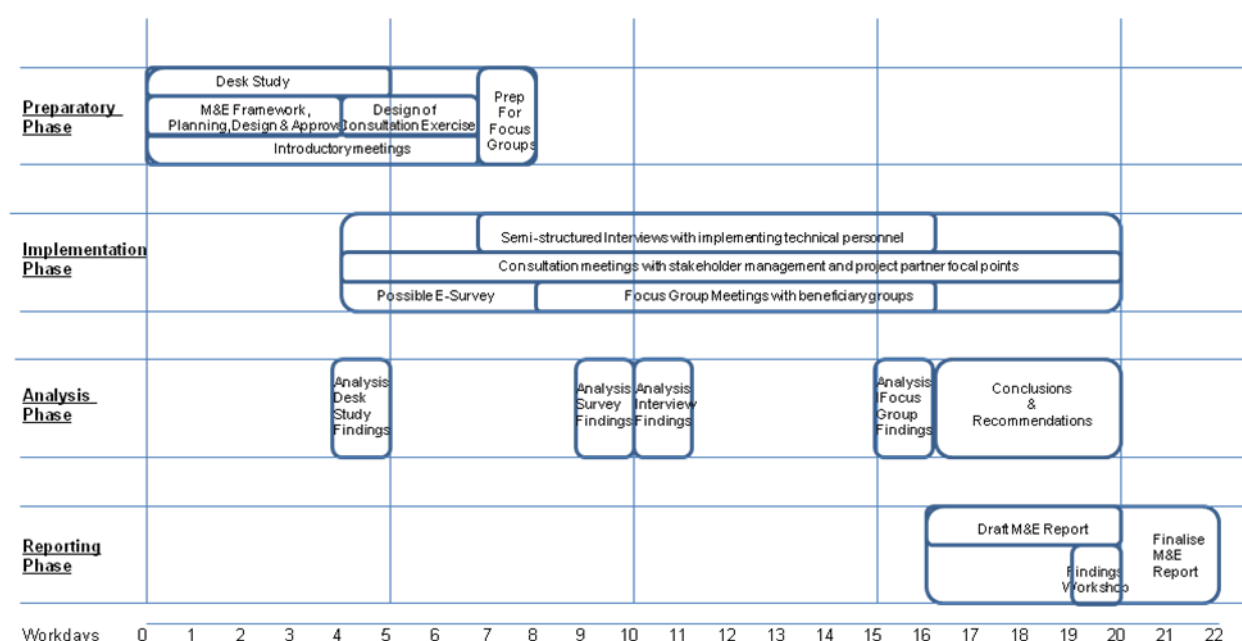 Preparatory
Phase
Desk Study
M&E Framework,
Planning,Design & Approv
Design of
Consultation Exercise
Introductory meetings
Prep
For
Focus
Groups
Implementation
Phase
Semi-structured Interviews with implementing technical personnel
Consultation meetings with stakeholder management and project partner focal points
Possible E-Survey
Focus Group Meetings with beneficiary groups
Analysis
Phase
Analysis
Desk
Study
Findings
Analysis
Survey
Findings
Analysis
Interview
Findings
Analysis
lFocus
Group
Findings
Conclusions
&
Recommendations
Reporting
Phase
Draft M&E Report
Findings
Workshop
Finalise
M&E
Report
Workdays 0 1 2 3 4 5 6 7 8 9 10 11 12 13 14 15 16 17 18 19 20 21 22